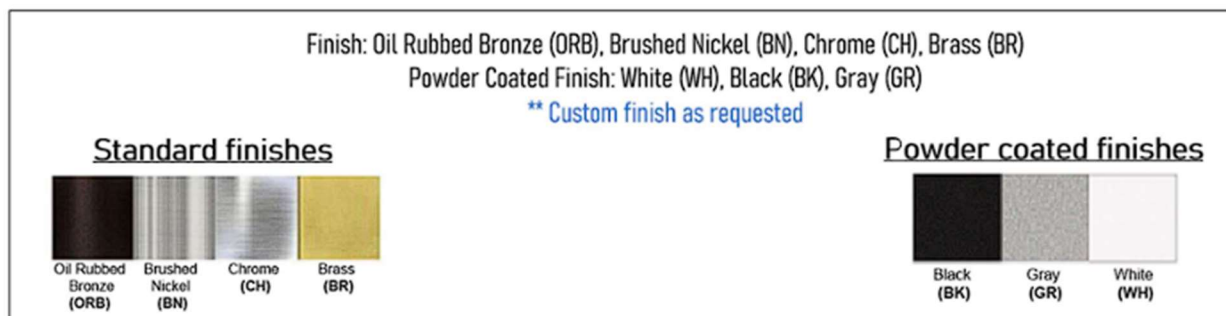 Finish: Oil Rubbed Bronze (ORB), Brushed Nickel (BN), Chrome (CH), Brass (BR)
Powder Coated Finish: White (WH), Black (BK), Gray (GR)
** Custom finish as requested
Standard finishes
Oil Rubbed
Bronze
(ORB)
Brushed
Nickel
(BN)
Chrome
(CH)
Brass
(BR)
Powder coated finishes
Black
(BK)
Gray
(GR)
White
(WH)